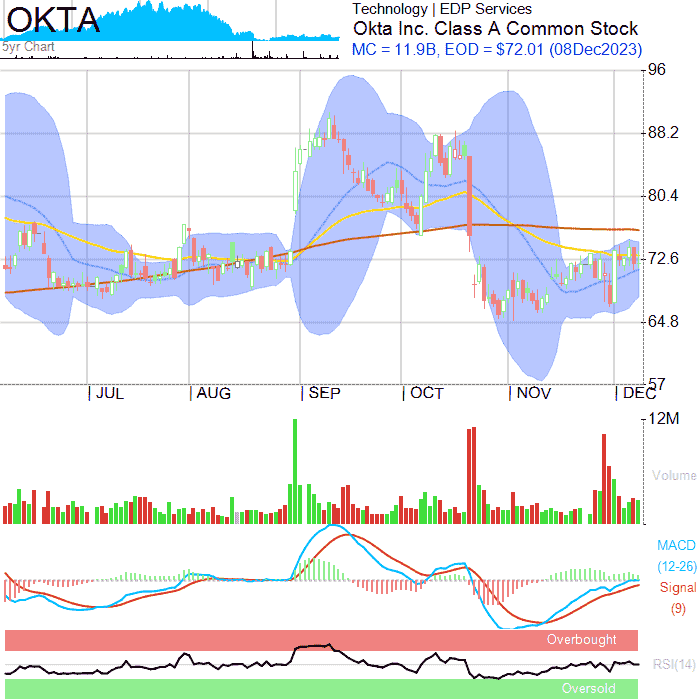 OKTA
5yr Chart
Technology | EDP Services
Okta Inc. Class A Common Stock
MC = 11.9B, EOD = $72.01 (08Dec2023)
96
88.2
80.4
72.6
64.8
57
JUL AUG SEP OCT NOV DEC
12M
Volume
MACD
(12-26)
Signal
(9)
Overbought
RSI(14)
Oversold